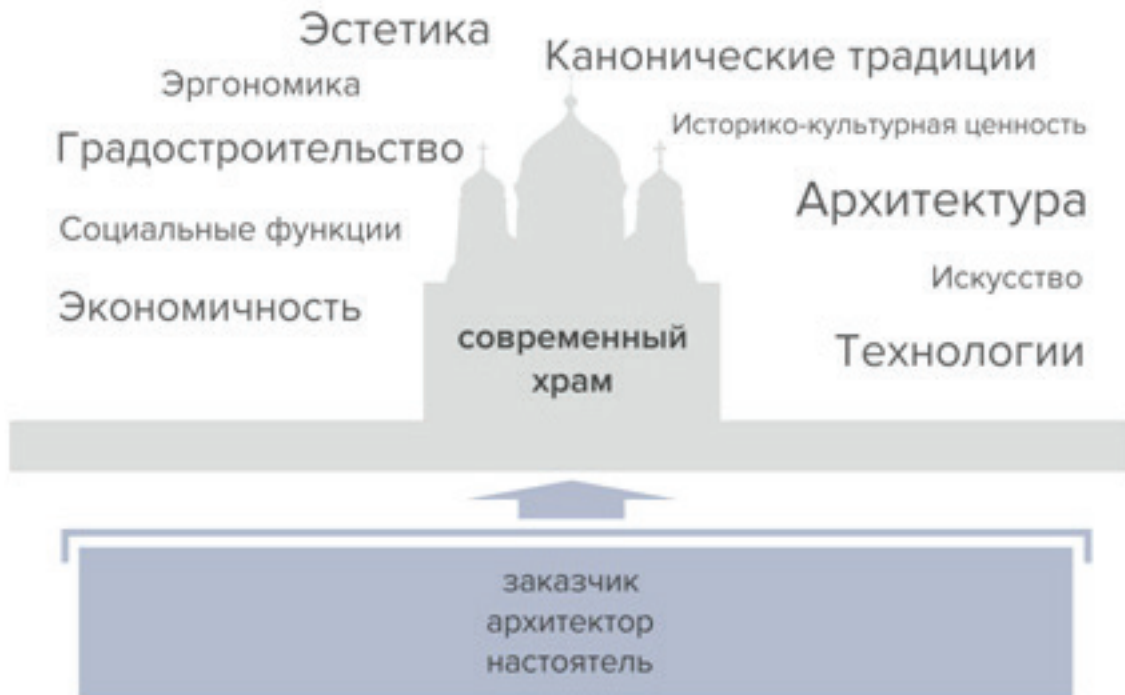 Эстетика
Канонические традиции
Эргономика
Историко-культурная ценность
Градостроительство
Архитектура
Социальные функции
Искусство
Экономичность
Технологии
современный
храм
заказчик
архитектор
настоятель